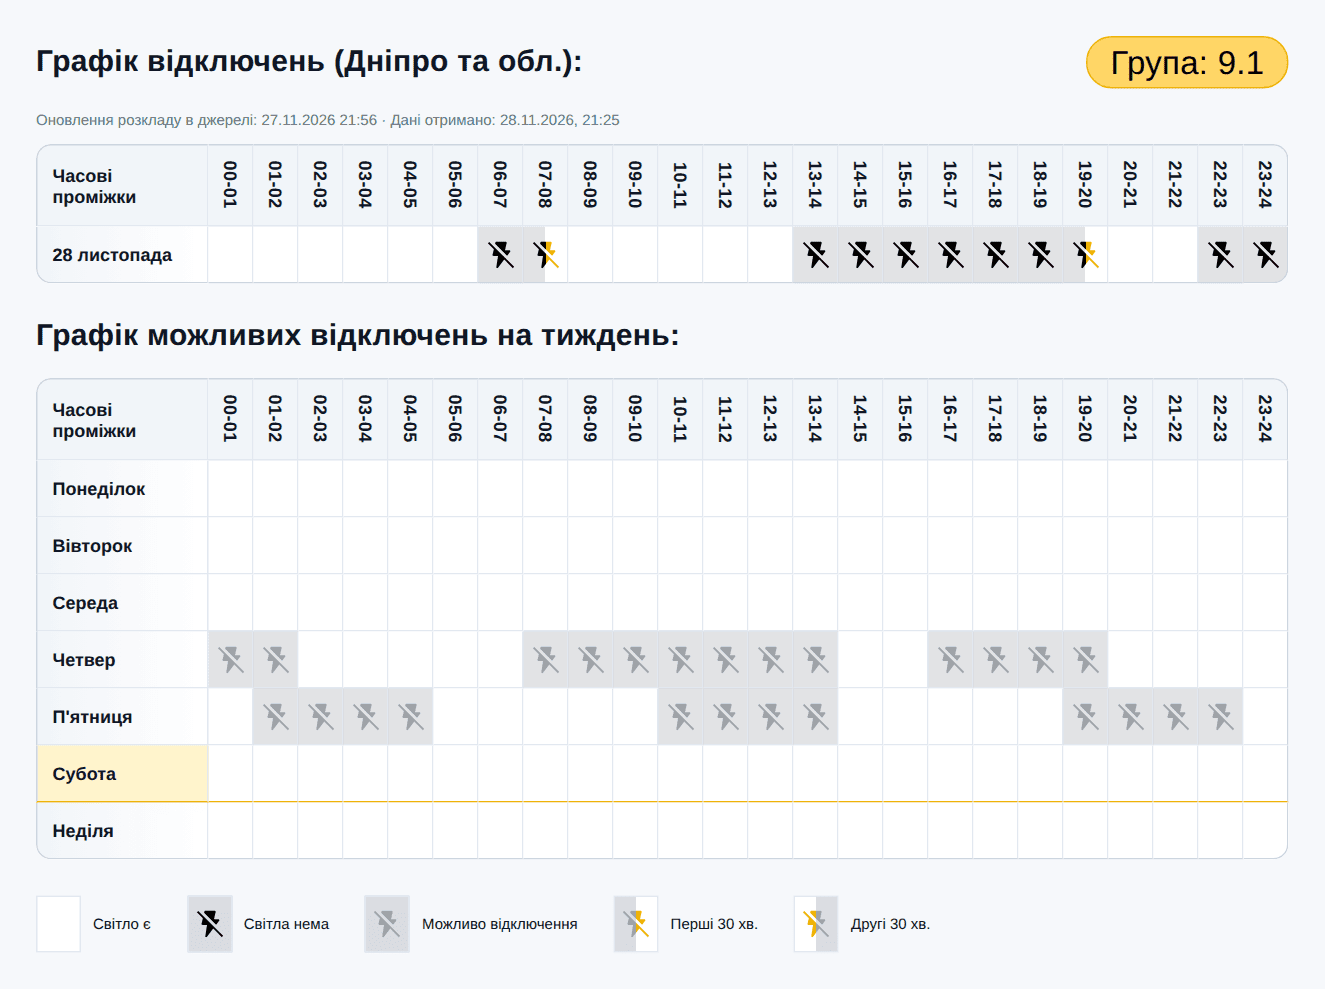 Графік відключень (Дніпро та обл.):
Група: 9.1
Оновлення розкладу в джерелі: 27.11.2026 21:56 · Дані отримано: 28.11.2026, 21:25
Часові проміжки 00-01 01-02 02-03 03-04 04-05 05-06 06-07 07-08 08-09 09-10 10-11 11-12 12-13 13-14 14-15 15-16 16-17 17-18 18-19 19-20 20-21 21-22 22-23 23-24
28 листопада
Графік можливих відключень на тиждень:
Часові проміжки 00-01 01-02 02-03 03-04 04-05 05-06 06-07 07-08 08-09 09-10 10-11 11-12 12-13 13-14 14-15 15-16 16-17 17-18 18-19 19-20 20-21 21-22 22-23 23-24
Понеділок
Вівторок
Середа
Четвер
П'ятниця
Субота
Неділя
Світло є Світла нема Можливо відключення Перші 30 хв. Другі 30 хв.